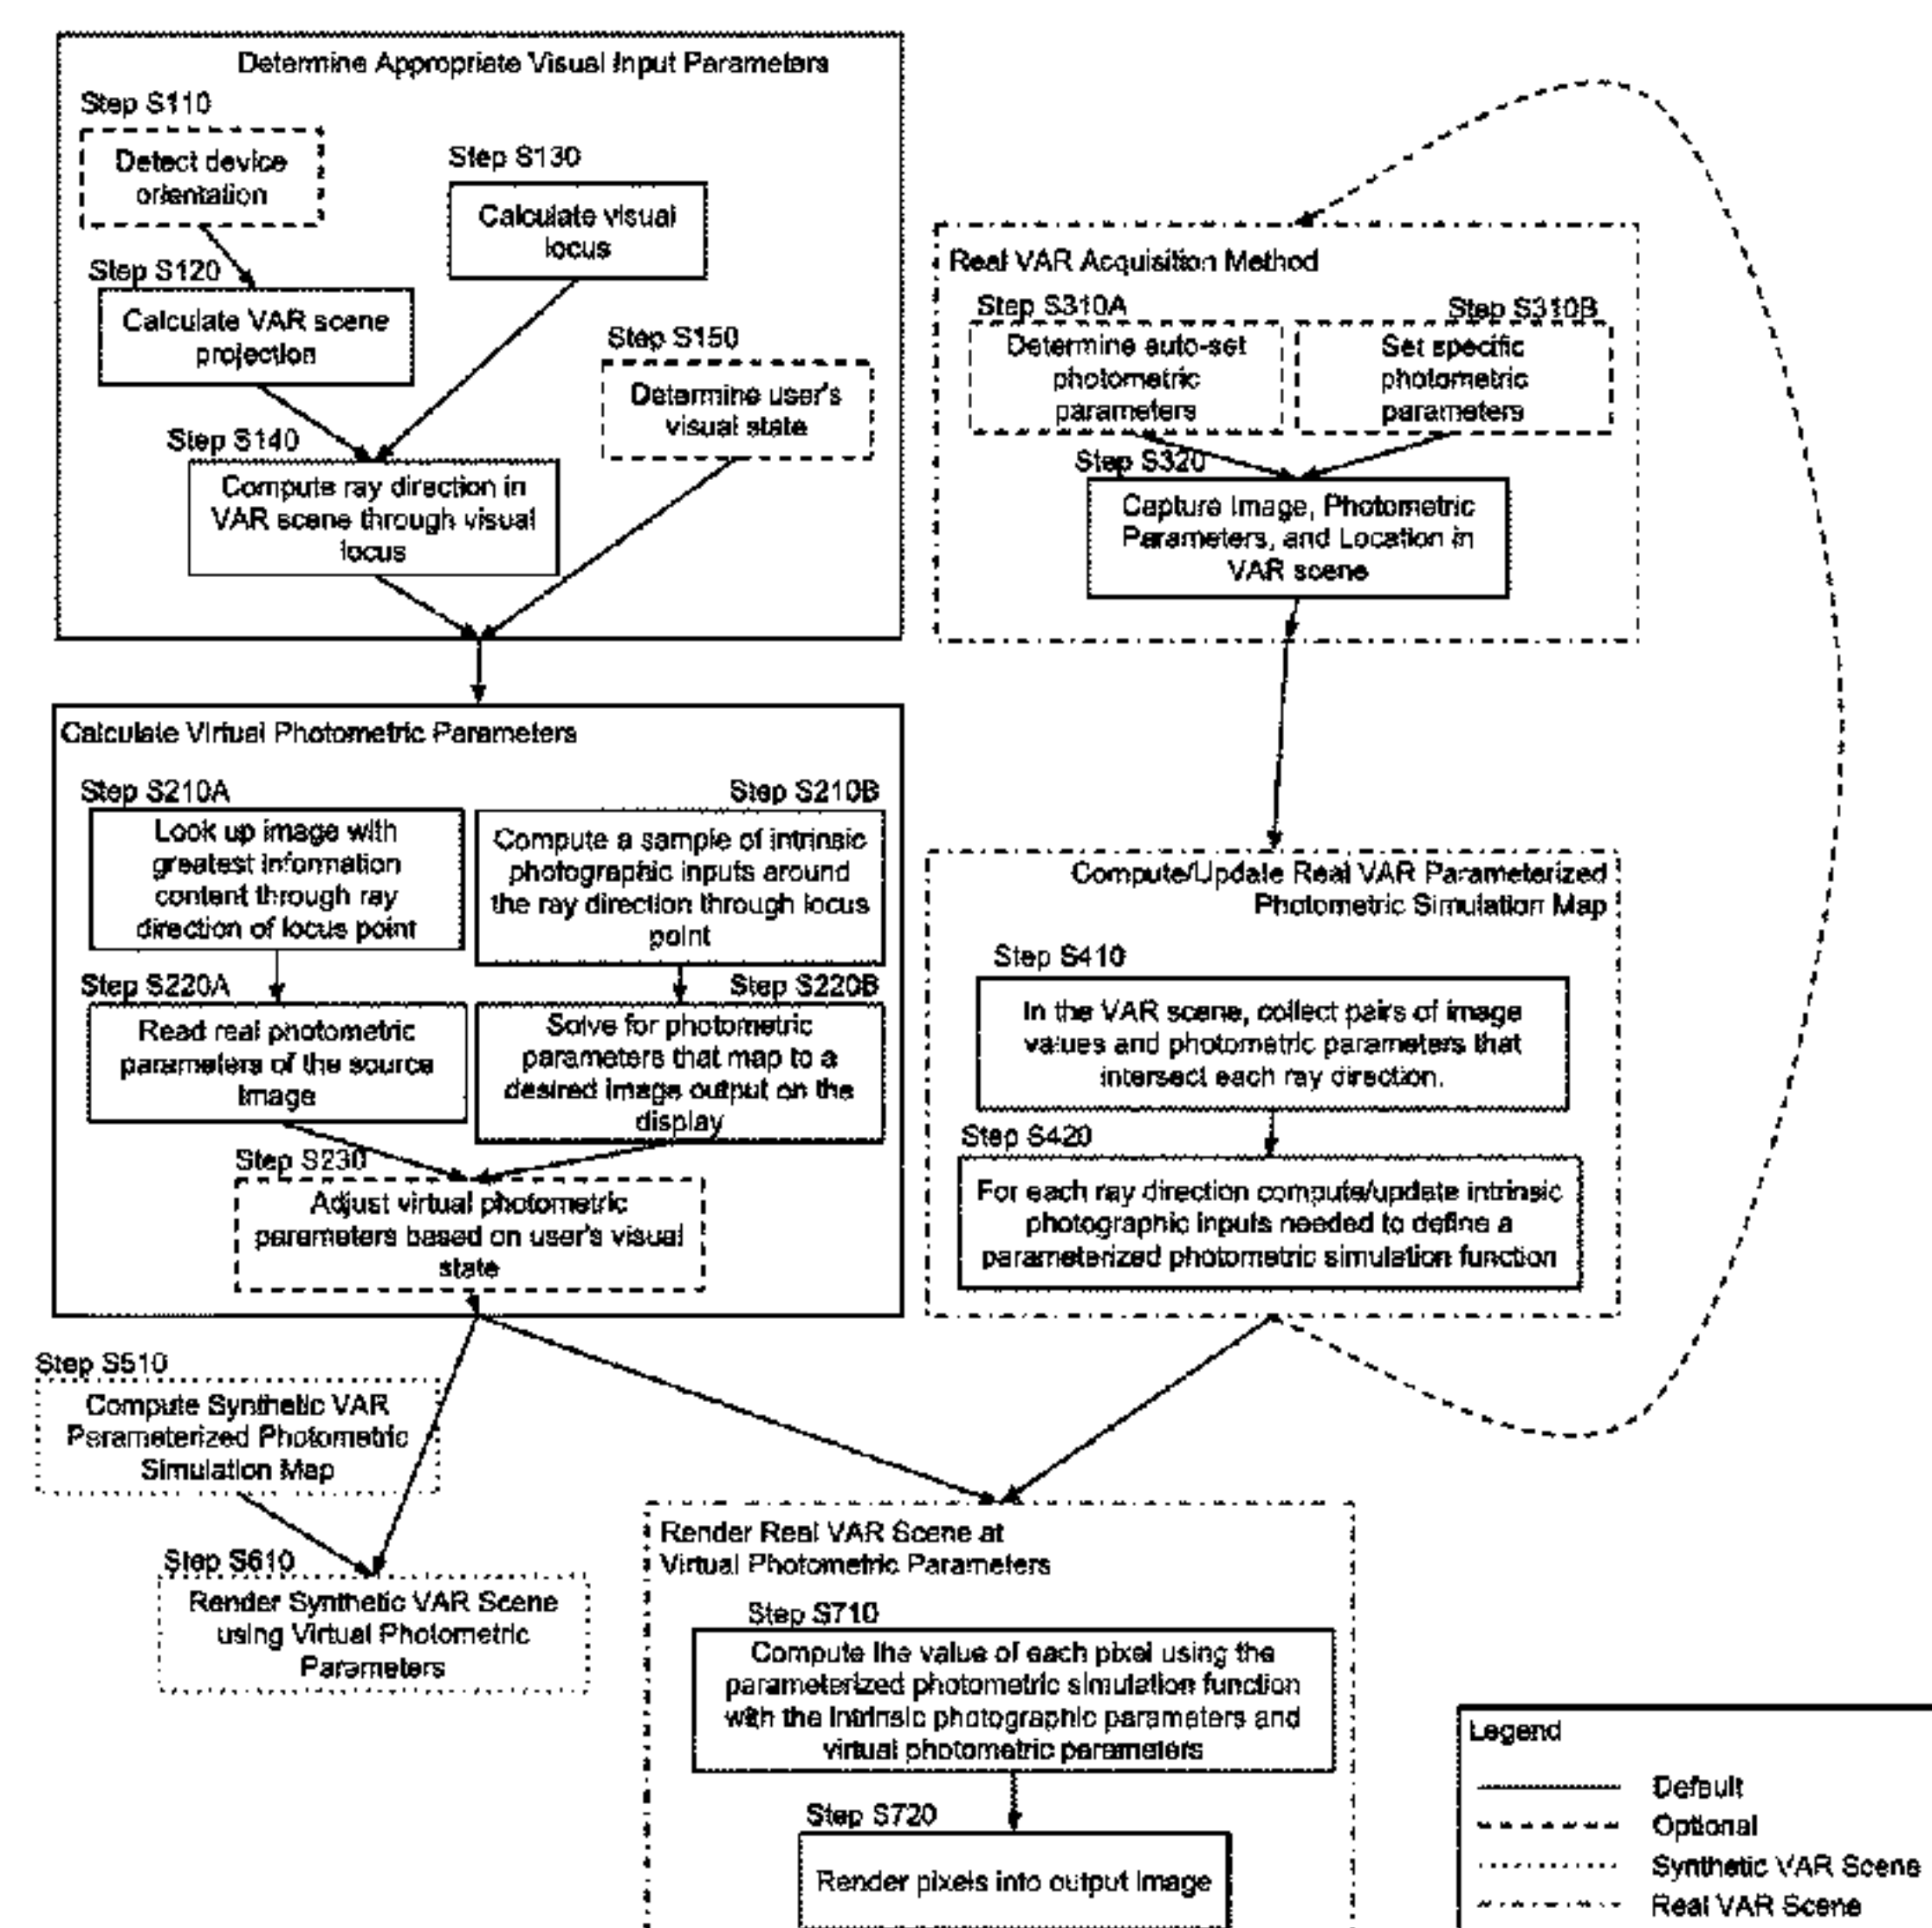 Determine Appropriate Visual Input Parameters
Step S110
Detect device
orientation
Step S120
Calculate VAR scene
projection
Step S130
Calculate visual
locus
Step S140
Compute ray direction in
VAR scene through visual
locus
Step S150
Determine user's
visual state
Calculate Virtual Photometric Parameters
Step S210A
Look up image with
greatest information
content through ray
direction of locus point
Step S210B
Compute a sample of intrinsic
photographic inputs around
the ray direction through locus
point
Step S220A
Read real photometric
parameters of the source
Image
Step S220B
Solve for photometric
parameters that map to a
desired image output on the
display
Step S230
Adjust virtual photometric
parameters based on user's visual
state
Real VAR Acquisition Method
Step S310A
Determine auto-set
photometric
parameters
Step S310B
Set specific
photometric
parameters
Step S320
Capture Image, Photometric
Parameters, and Location in
VAR scene
Compute/Update Real VAR Parameterized
Photometric Simulation Map
Step S410
In the VAR scene, collect pairs of image
values and photometric parameters that
intersect each ray direction.
Step S420
For each ray direction compute/update intrinsic
photographic inputs needed to define a
parameterized photometric simulation function
Step S510
Compute Synthetic VAR
Parameterized Photometric
Simulation Map
Step S610
Render Synthetic VAR Scene
using Virtual Photometric
Parameters
Render Real VAR Scene at
Virtual Photometric Parameters
Step S710
Compute the value of each pixel using the
parameterized photometric simulation function
with the intrinsic photographic parameters and
virtual photometric parameters
Step S720
Render pixels into output Image
Legend
Default
Optional
Synthetic VAR Scene
Real VAR Scene